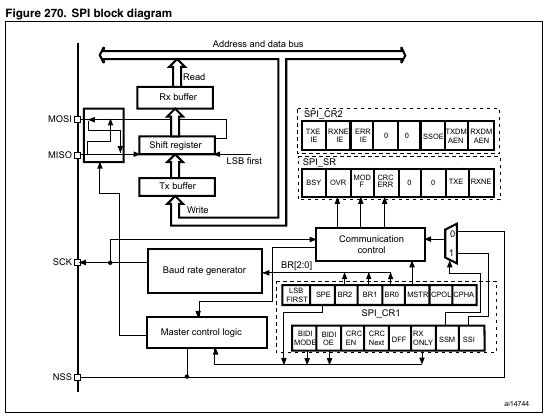 Figure 270. SPI block diagram
Address and data bus
Read
Rx buffer
MOSI
MISO
Shift register
LSB first
Tx buffer
Write
SPI_CR2
TXE IE
RXNE IE
ERR IE
0
0
SSOE
TXDM AEN
RXDM AEN
SPI_SR
BSY
OVR
MOD F
CRC ERR
0
0
TXE
RXNE
Communication
control
0
1
SCK
Baud rate generator
BR[2:0]
LSB FIRST
SPE
BR2
BR1
BR0
MSTR
CPOL
CPHA
SPI_CR1
Master control logic
BIDI MODE
BIDI OE
CRC EN
CRC Next
DFF
RX ONLY
SSM
SSI
NSS
ai14744